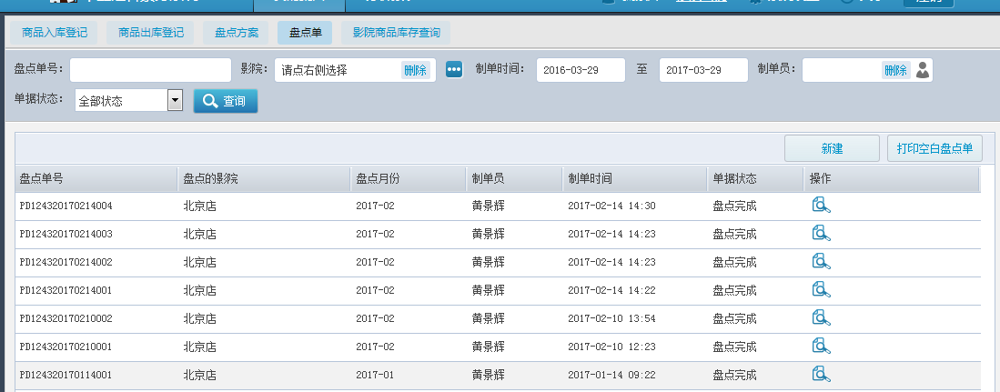 商品入库登记 商品出库登记 盘点方案 盘点单 影院商品库存查询
盘点单号： 影院： 请点右侧选择 删除 制单时间： 2016-03-29 至 2017-03-29 制单员： 删除
单据状态： 全部状态 查询
新建 打印空白盘点单
盘点单号 盘点的影院 盘点月份 制单员 制单时间 单据状态 操作
PD124320170214004 北京店 2017-02 黄景辉 2017-02-14 14:30 盘点完成
PD124320170214003 北京店 2017-02 黄景辉 2017-02-14 14:23 盘点完成
PD124320170214002 北京店 2017-02 黄景辉 2017-02-14 14:23 盘点完成
PD124320170214001 北京店 2017-02 黄景辉 2017-02-14 14:22 盘点完成
PD124320170210002 北京店 2017-02 黄景辉 2017-02-10 13:54 盘点完成
PD124320170210001 北京店 2017-02 黄景辉 2017-02-10 12:23 盘点完成
PD124320170114001 北京店 2017-01 黄景辉 2017-01-14 09:22 盘点完成